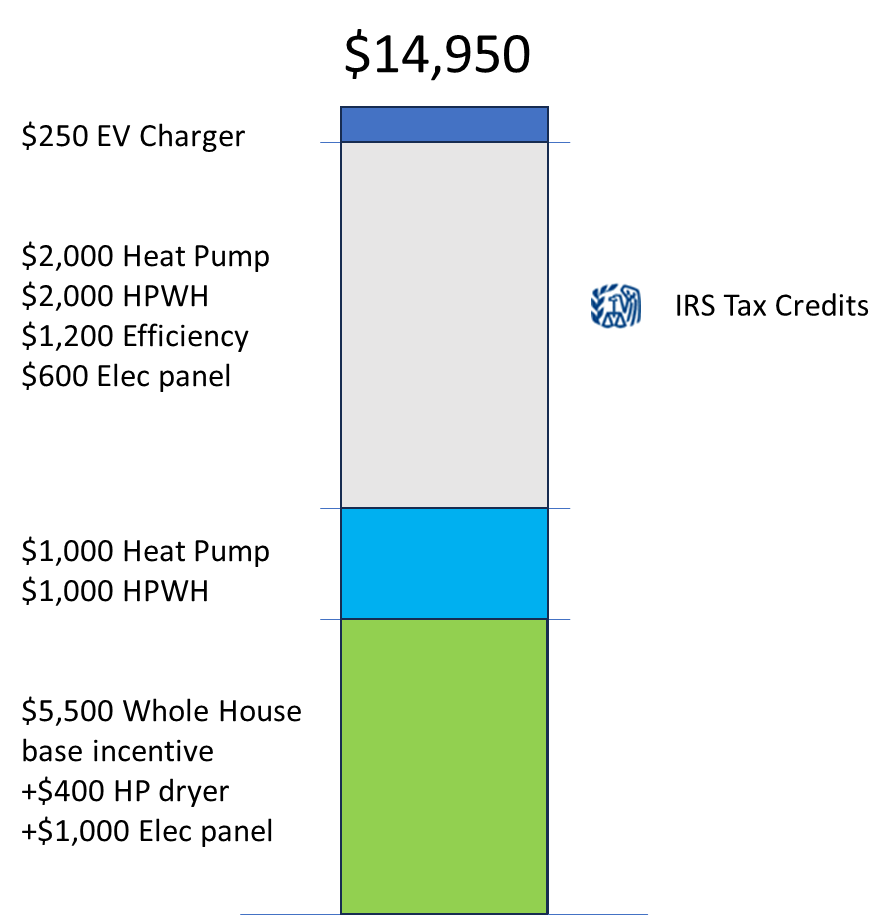 $14,950
$250 EV Charger
$2,000 Heat Pump
$2,000 HPWH
$1,200 Efficiency
$600 Elec panel
IRS Tax Credits
$1,000 Heat Pump
$1,000 HPWH
$5,500 Whole House
base incentive
+$400 HP dryer
+$1,000 Elec panel